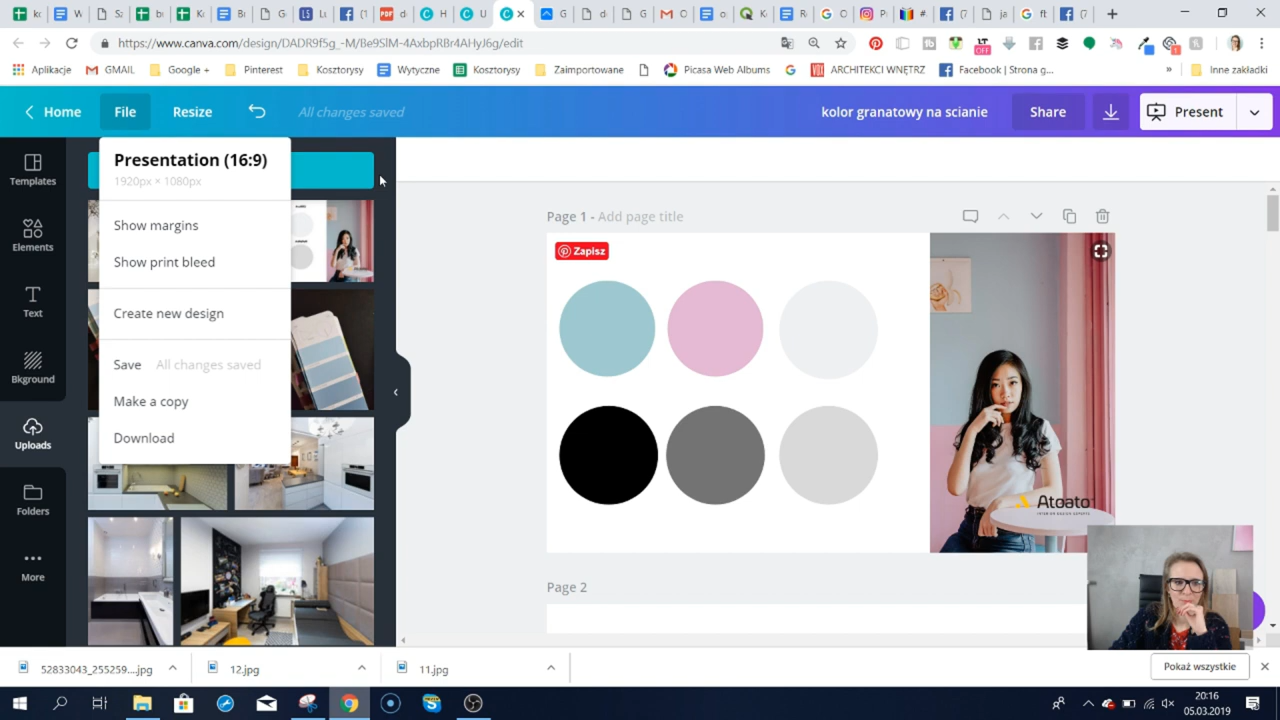 https://www.canva.com/design/DADR9f5g_-M/Be9SlM-4AxbpRBr4AHyJ6g/edit
Aplikacje GMAIL Google + Pinterest Kosztorysy Wytyczne Kosztorysy Zaimportowane Picasa Web Albums ARCHITEKCI WNĘTRZ Facebook | Strona g... » Inne zakładki
Home File Resize All changes saved kolor granatowy na scianie Share Present
Presentation (16:9)
1920px × 1080px
Show margins
Show print bleed
Create new design
Save All changes saved
Make a copy
Download
Templates
Elements
Text
Bkground
Uploads
Folders
More
Page 1 - Add page title
Zapisz
Atoato
Page 2
52833043_255259....jpg 12.jpg 11.jpg Pokaż wszystkie
20:16
05.03.2019